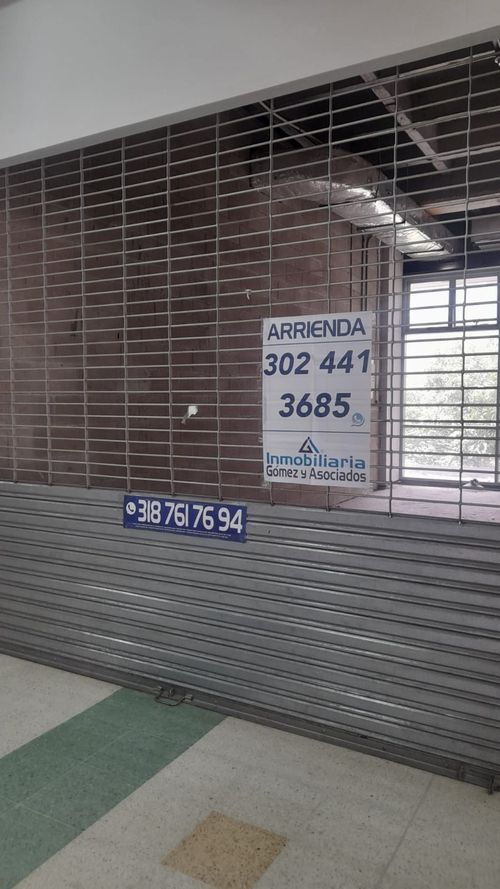 ARRIENDA
302 441
3685
Inmobiliaria
Gómez y Asociados
318 761 76 94